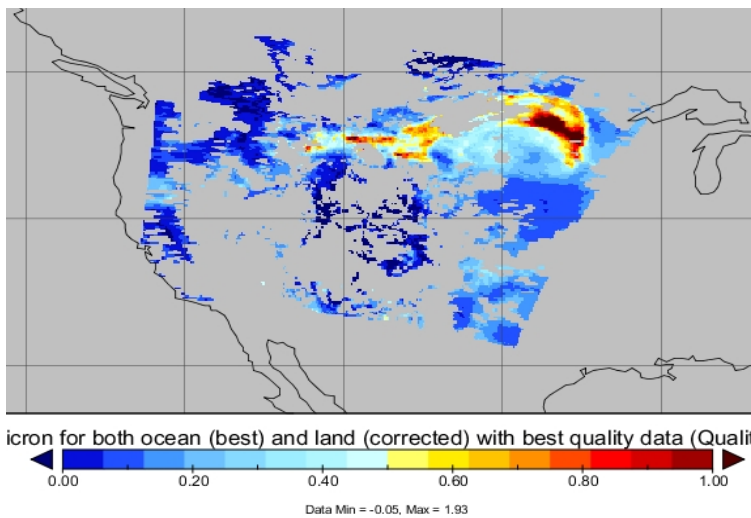 icron for both ocean (best) and land (corrected) with best quality data (Qualit
0.00 0.20 0.40 0.60 0.80 1.00
Data Min = -0.05, Max = 1.93